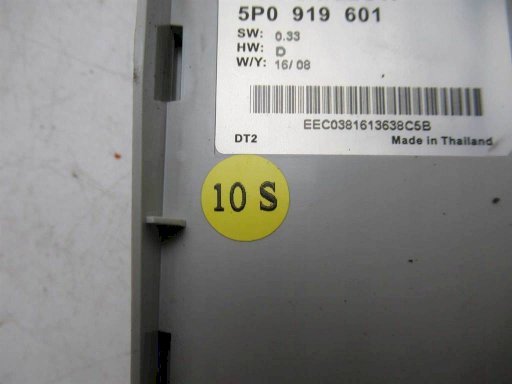 5P0 919 601
SW: 0.33
HW: D
W/Y: 16/ 08
EEC0381613638C5B
DT2 Made in Thailand
10 S